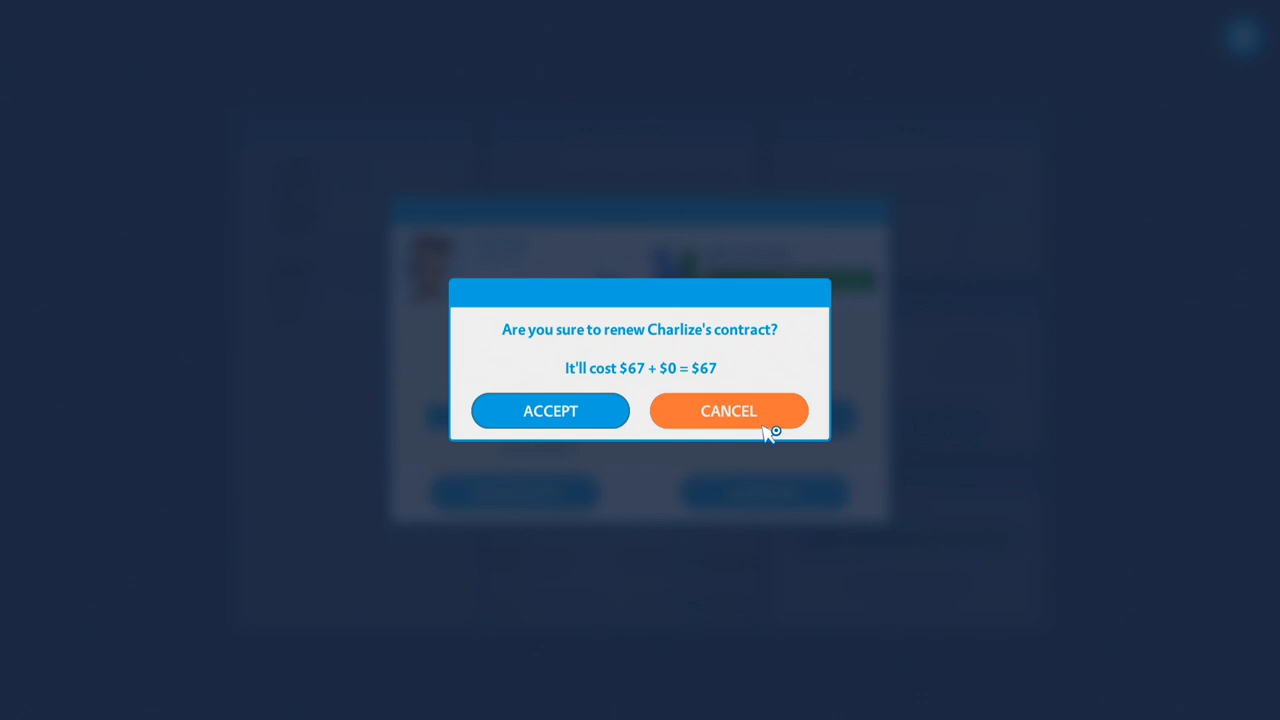 Are you sure to renew Charlize's contract?
It'll cost $67 + $0 = $67
ACCEPT
CANCEL